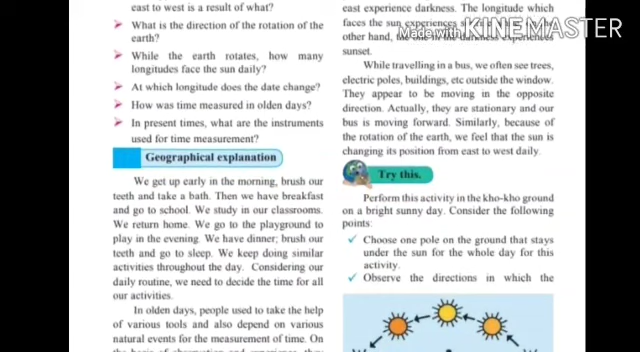 east to west is a result of what?
What is the direction of the rotation of the
earth?
While the earth rotates, how many
longitudes face the sun daily?
At which longitude does the date change?
How was time measured in olden days?
In present times, what are the instruments
used for time measurement?
Geographical explanation
We get up early in the morning, brush our
teeth and take a bath. Then we have breakfast
and go to school. We study in our classrooms.
We return home. We go to the playground to
play in the evening. We have dinner; brush our
teeth and go to sleep. We keep doing similar
activities throughout the day. Considering our
daily routine, we need to decide the time for all
our activities.
In olden days, people used to take the help
of various tools and also depend on various
natural events for the measurement of time. On
east experience darkness. The longitude which
faces the sun experiences
other hand, the one in the darkness experiences
sunset.
Made with KINEMASTER
While travelling in a bus, we often see trees,
electric poles, buildings, etc outside the window.
They appear to be moving in the opposite
direction. Actually, they are stationary and our
bus is moving forward. Similarly, because of
the rotation of the earth, we feel that the sun is
changing its position from east to west daily.
Try this.
Perform this activity in the kho-kho ground
on a bright sunny day. Consider the following
points:
✓ Choose one pole on the ground that stays
under the sun for the whole day for this
activity.
✓ Observe the directions in which the